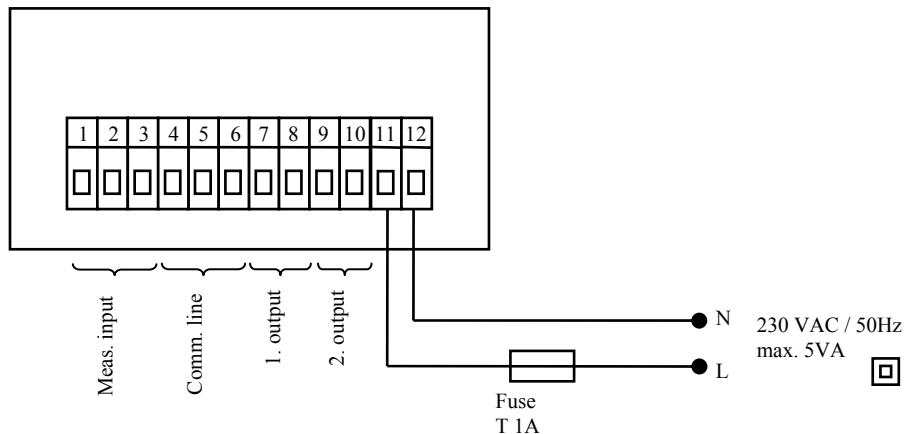 1 2 3 4 5 6 7 8 9 10 11 12
Meas. input
Comm. line
1. output
2. output
N
230 VAC / 50Hz
max. 5VA
L
Fuse
T 1A